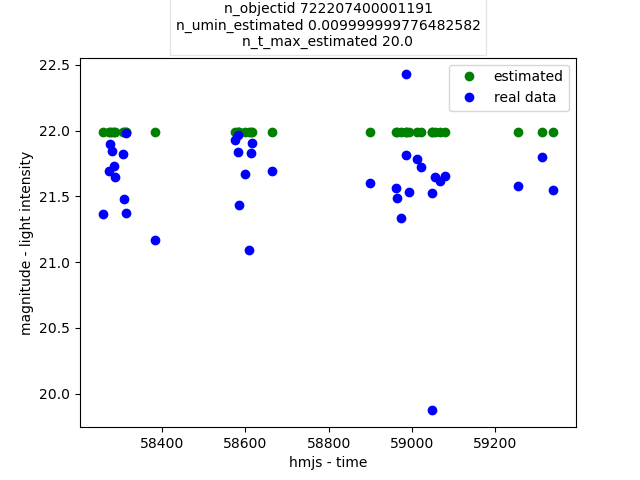 n_objectid 722207400001191
n_umin_estimated 0.009999999776482582
n_t_max_estimated 20.0
22.5
22.0
21.5
21.0
20.5
20.0
magnitude - light intensity
estimated
real data
58400 58600 58800 59000 59200
hmjs - time